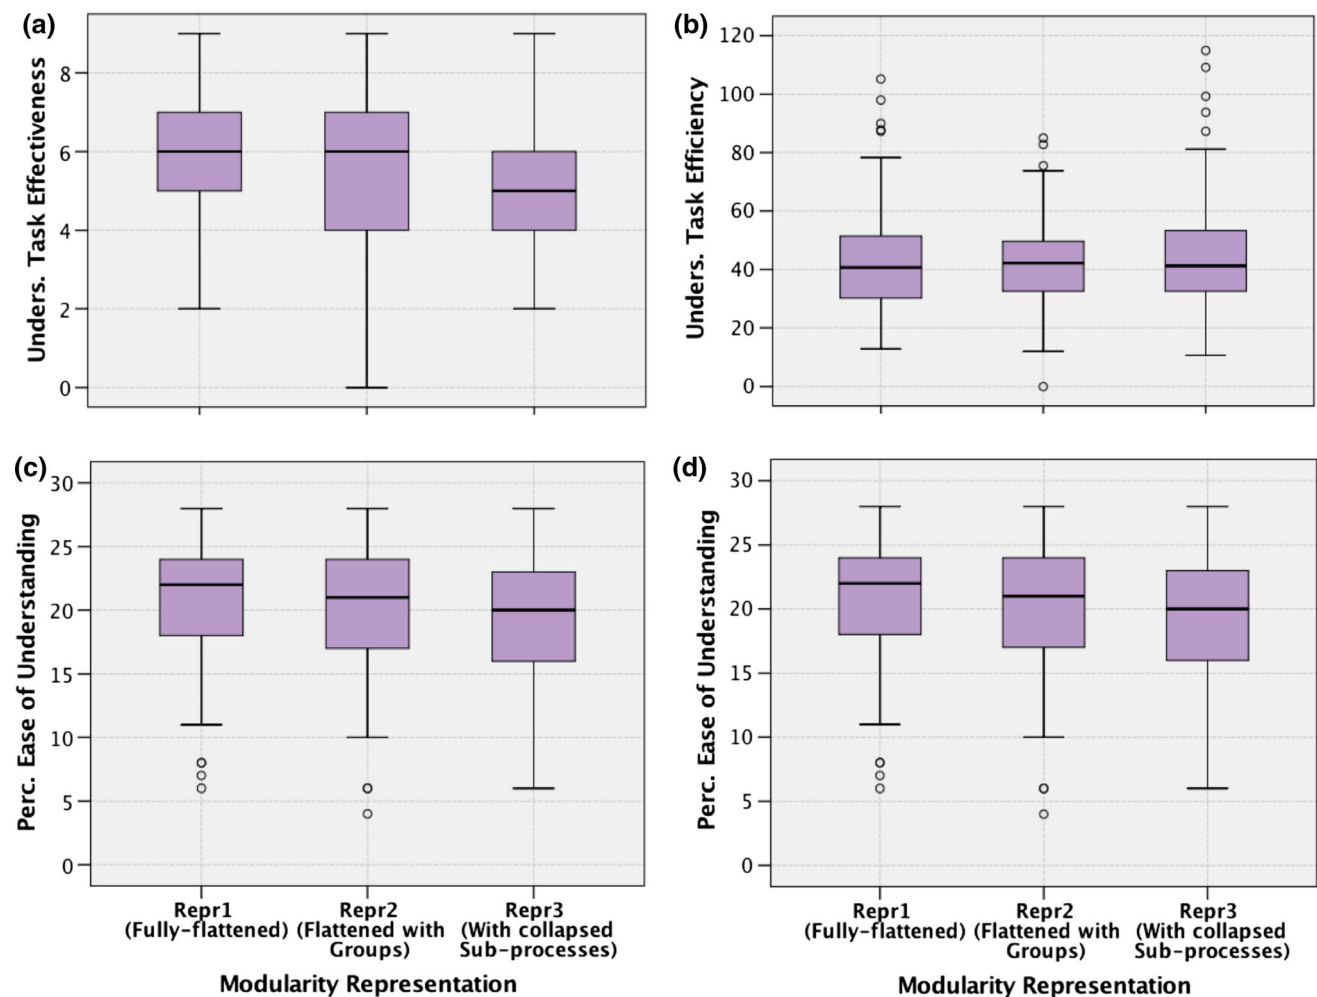 (a)
Unders. Task Effectiveness
8
6
4
2
0
(b)
Unders. Task Efficiency
120
100
80
60
40
20
0
(c)
Perc. Ease of Understanding
30
25
20
15
10
5
0
Repr1
(Fully-flattened)
Repr2
(Flattened with
Groups)
Repr3
(With collapsed
Sub-processes)
Modularity Representation
(d)
Perc. Ease of Understanding
30
25
20
15
10
5
0
Repr1
(Fully-flattened)
Repr2
(Flattened with
Groups)
Repr3
(With collapsed
Sub-processes)
Modularity Representation